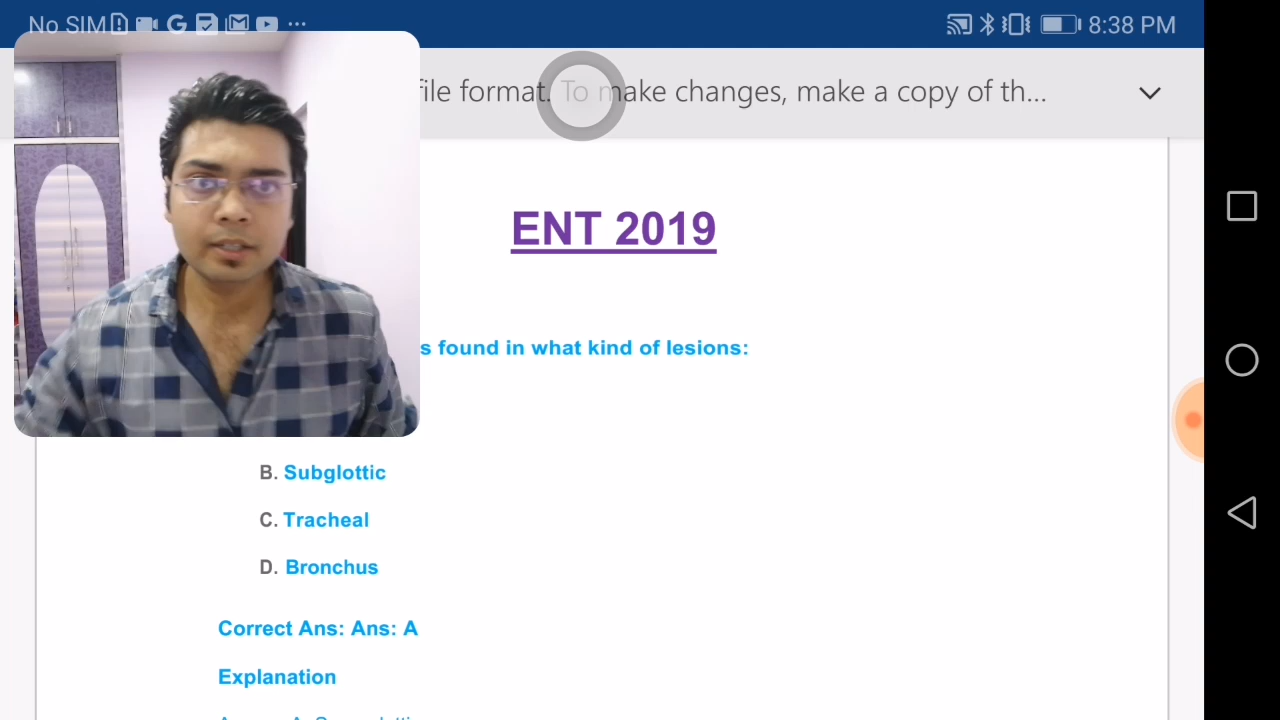 No SIM
8:38 PM
file format. To make changes, make a copy of th...
ENT 2019
s found in what kind of lesions:
B. Subglottic
C. Tracheal
D. Bronchus
Correct Ans: Ans: A
Explanation